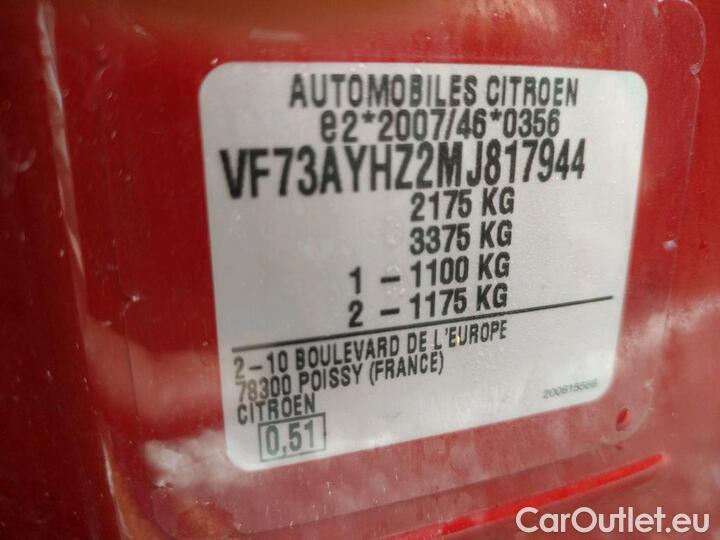 AUTOMOBILES CITROEN
e2*2007/46*0356
VF73AYHZ2MJ817944
2175 KG
3375 KG
1 - 1100 KG
2 - 1175 KG
2-10 BOULEVARD DE L'EUROPE
78300 POISSY (FRANCE)
CITROEN
0,51
200615566
CarOutlet.eu